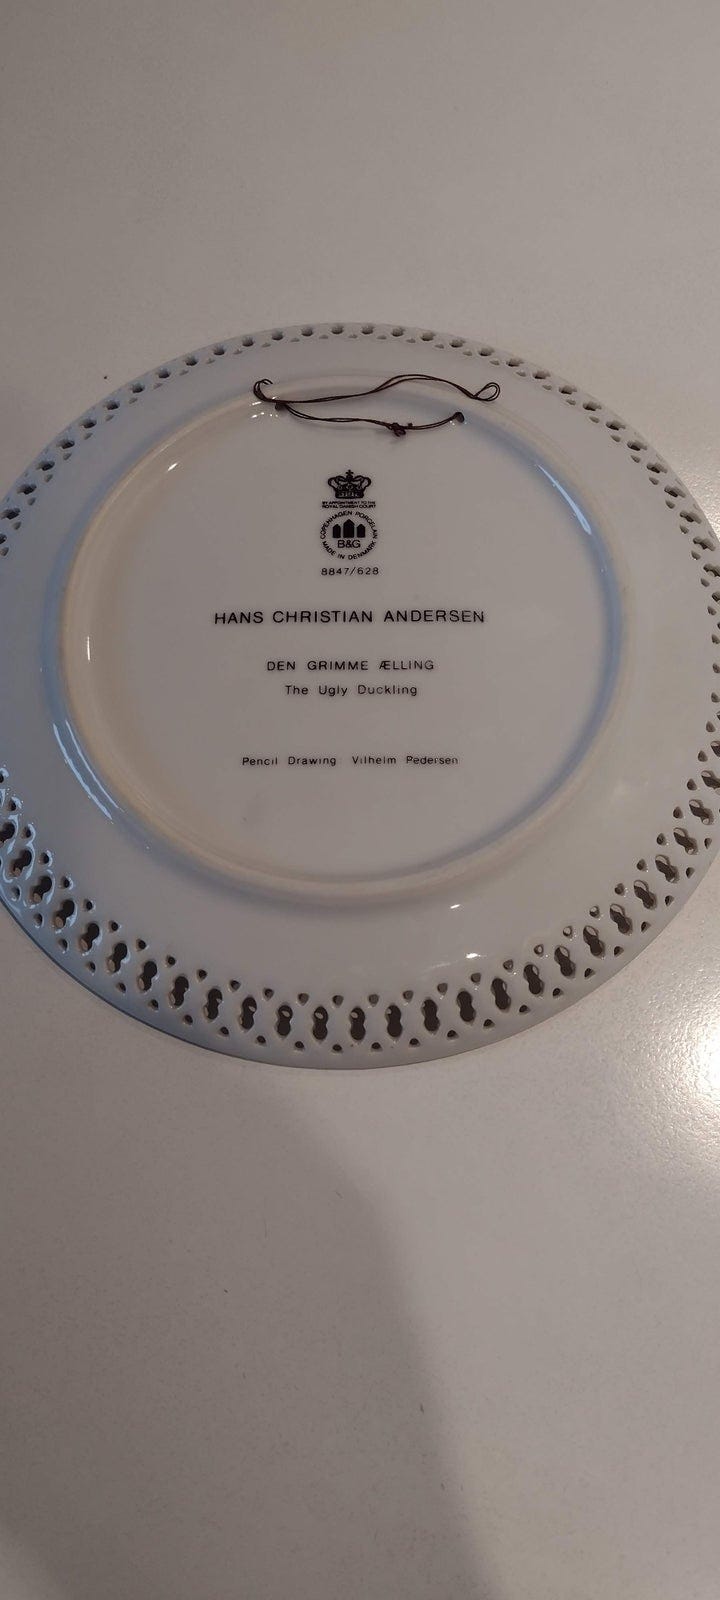 BY APPOINTMENT TO THE
ROYAL DANISH COURT
COPENHAGEN PORCELAIN
B&G
MADE IN DENMARK
8847/628
HANS CHRISTIAN ANDERSEN
DEN GRIMME ÆLLING
The Ugly Duckling
Pencil Drawing Vilhelm Pedersen